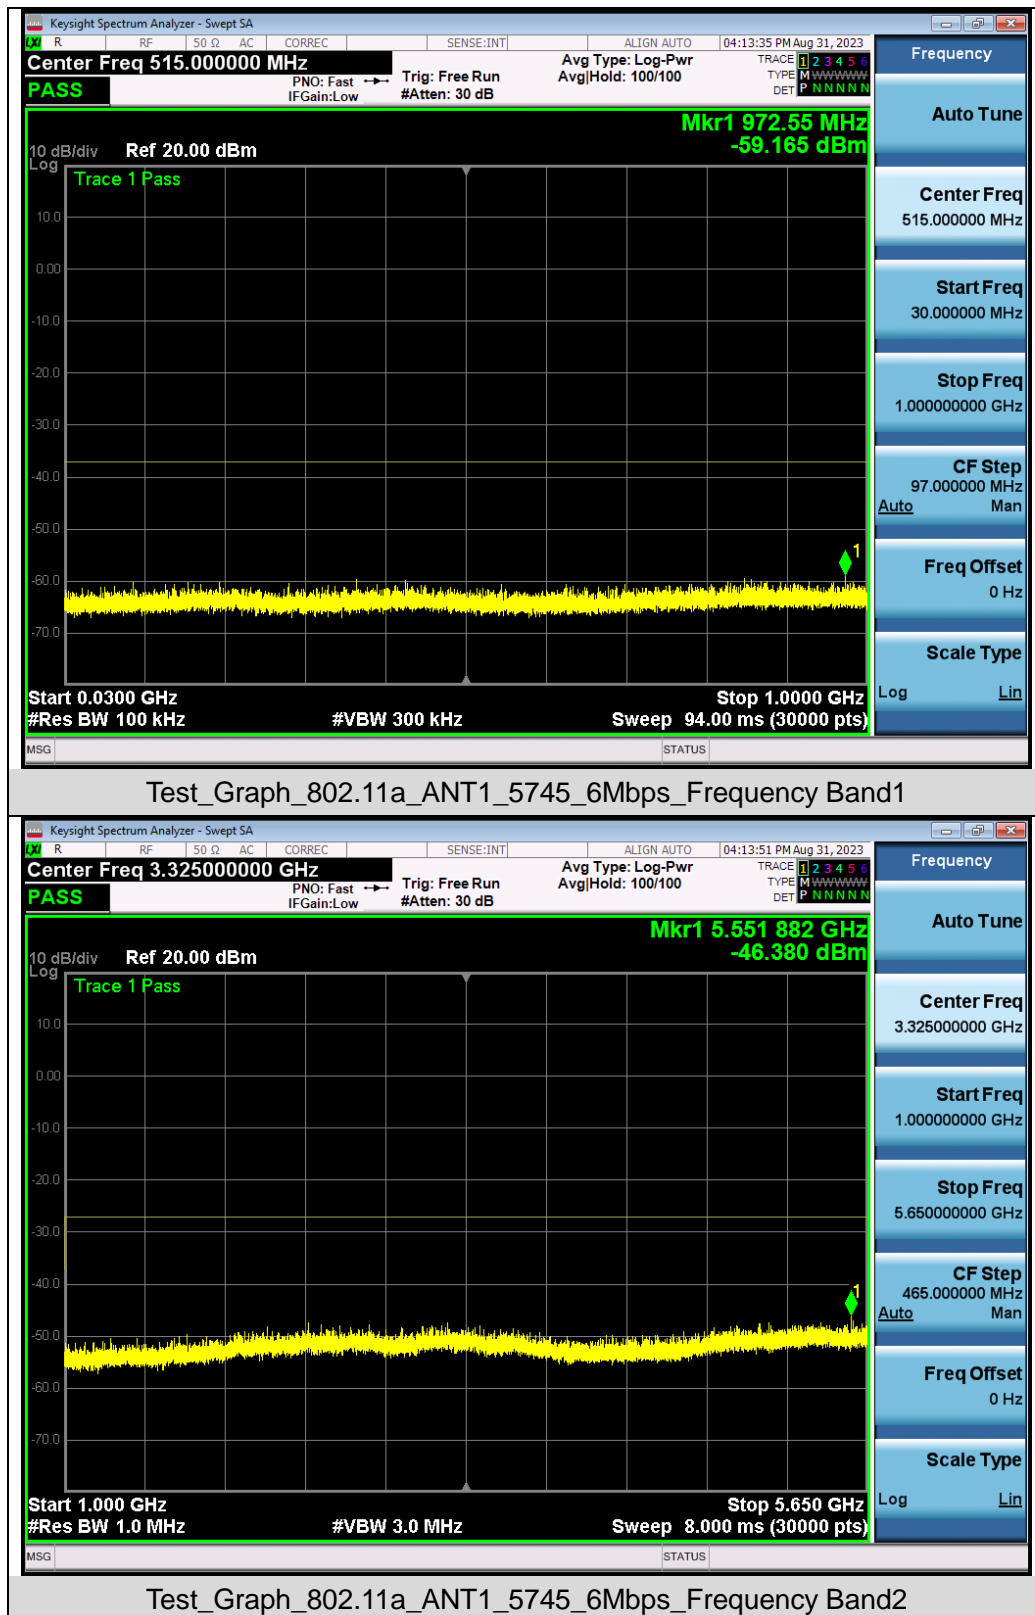 Keysight Spectrum Analyzer - Swept SA
LXI R RF 50 Ω AC CORREC SENSE:INT ALIGN AUTO 04:13:35 PM Aug 31, 2023
Center Freq 515.000000 MHz
PNO: Fast
IFGain:Low
Trig: Free Run
#Atten: 30 dB
Avg Type: Log-Pwr
Avg|Hold: 100/100
TRACE 1 2 3 4 5 6
TYPE M W W W W W
DET P N N N N N
PASS
Mkr1 972.55 MHz
-59.165 dBm
10 dB/div Ref 20.00 dBm
Log
Trace 1 Pass
10.0
0.00
-10.0
-20.0
-30.0
-40.0
-50.0
1
-60.0
-70.0
Start 0.0300 GHz Stop 1.0000 GHz
#Res BW 100 kHz #VBW 300 kHz Sweep 94.00 ms (30000 pts)
MSG STATUS
Frequency
Auto Tune
Center Freq
515.000000 MHz
Start Freq
30.000000 MHz
Stop Freq
1.000000000 GHz
CF Step
97.000000 MHz
Auto Man
Freq Offset
0 Hz
Scale Type
Log Lin
Test_Graph_802.11a_ANT1_5745_6Mbps_Frequency Band1
Keysight Spectrum Analyzer - Swept SA
LXI R RF 50 Ω AC CORREC SENSE:INT ALIGN AUTO 04:13:51 PM Aug 31, 2023
Center Freq 3.325000000 GHz
PNO: Fast
IFGain:Low
Trig: Free Run
#Atten: 30 dB
Avg Type: Log-Pwr
Avg|Hold: 100/100
TRACE 1 2 3 4 5 6
TYPE M W W W W W
DET P N N N N N
PASS
Mkr1 5.551 882 GHz
-46.380 dBm
10 dB/div Ref 20.00 dBm
Log
Trace 1 Pass
10.0
0.00
-10.0
-20.0
-30.0
-40.0
1
-50.0
-60.0
-70.0
Start 1.000 GHz Stop 5.650 GHz
#Res BW 1.0 MHz #VBW 3.0 MHz Sweep 8.000 ms (30000 pts)
MSG STATUS
Frequency
Auto Tune
Center Freq
3.325000000 GHz
Start Freq
1.000000000 GHz
Stop Freq
5.650000000 GHz
CF Step
465.000000 MHz
Auto Man
Freq Offset
0 Hz
Scale Type
Log Lin
Test_Graph_802.11a_ANT1_5745_6Mbps_Frequency Band2